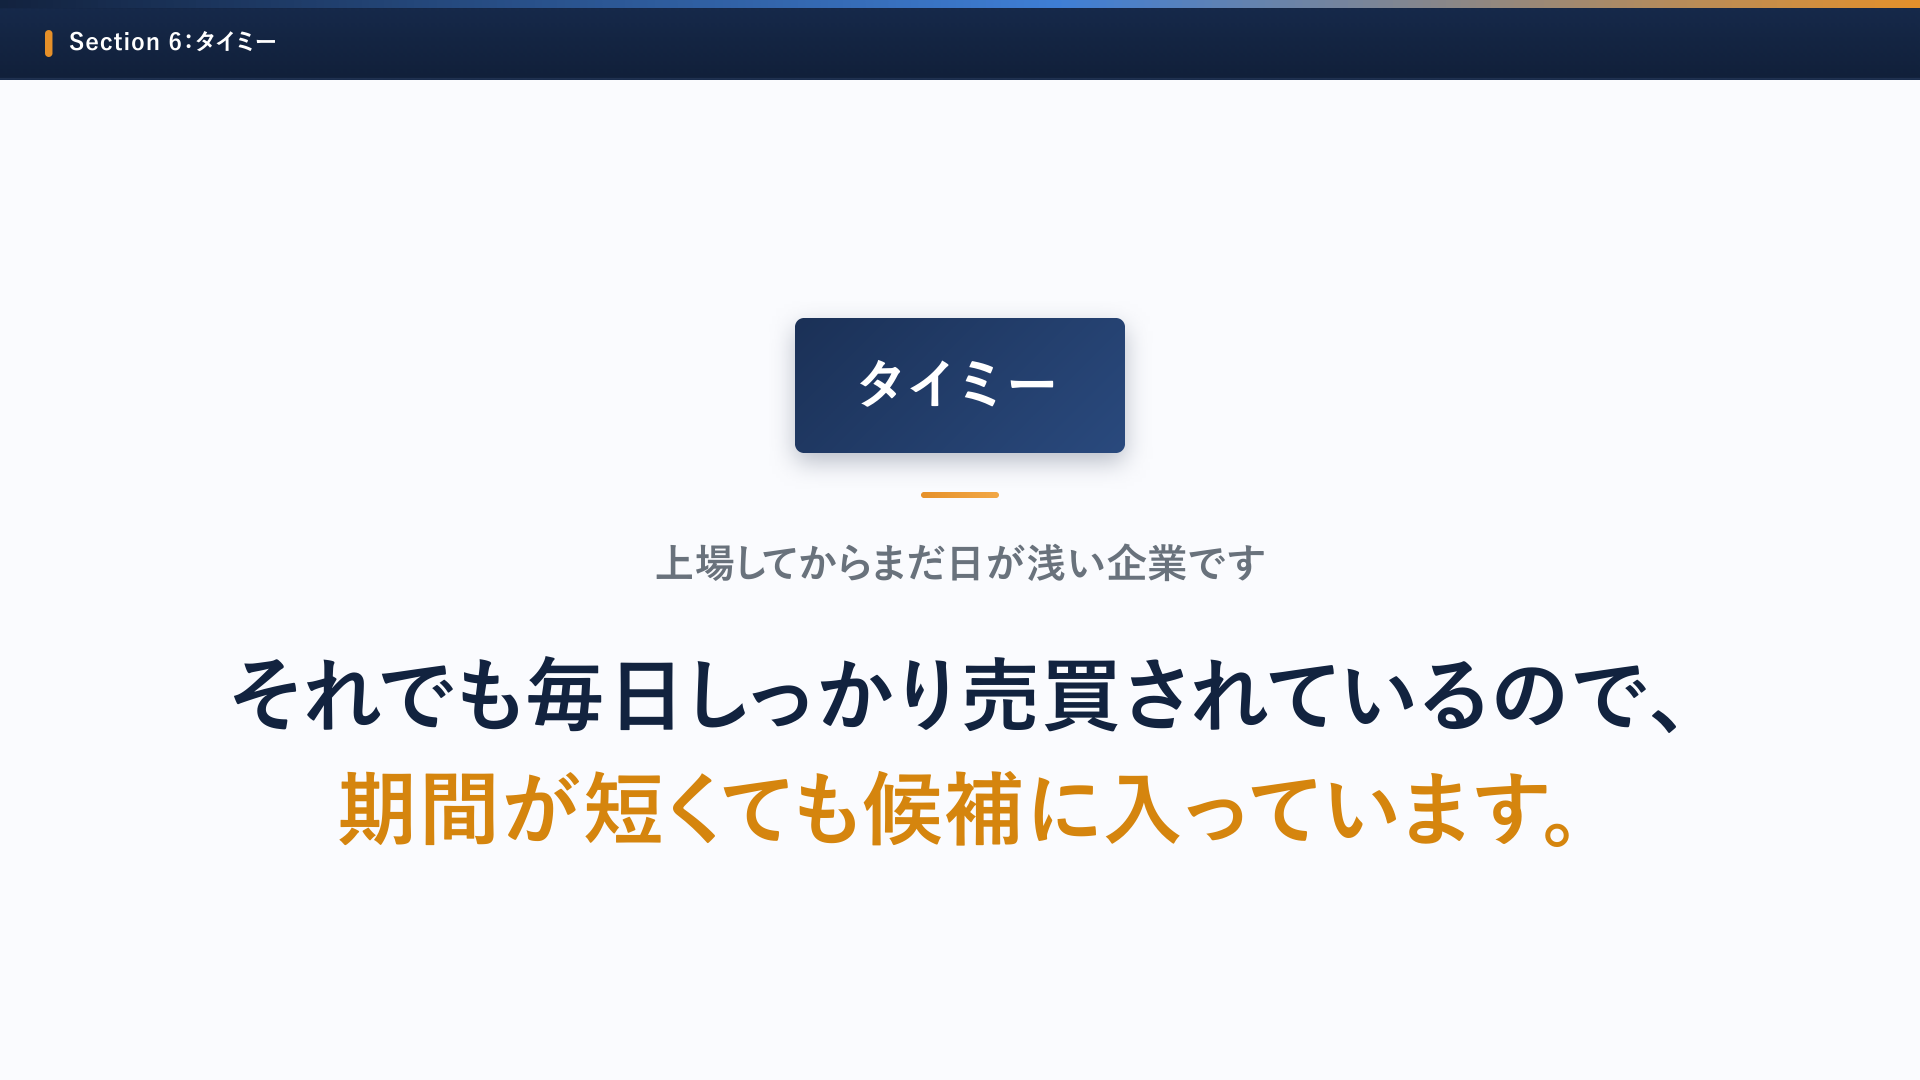 Section 6：タイミー
タイミー
上場してからまだ日が浅い企業です
それでも毎日しっかり売買されているので、
期間が短くても候補に入っています。